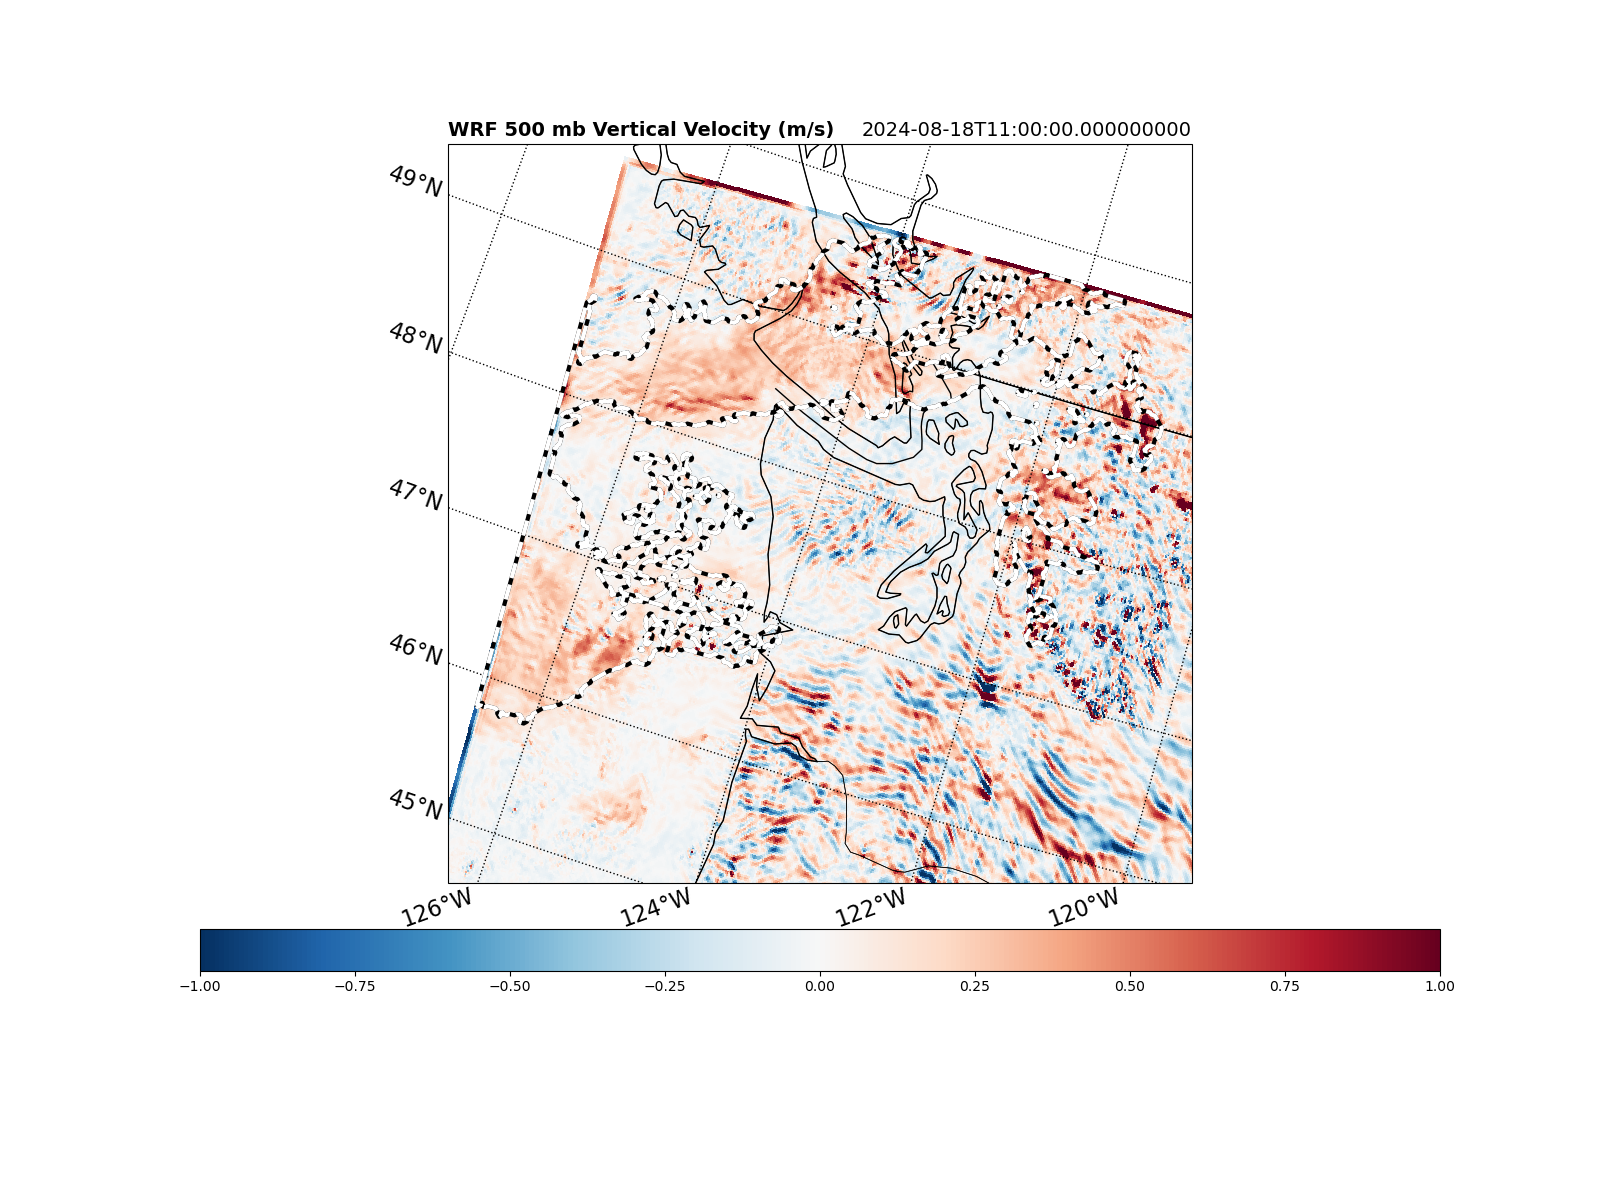 WRF 500 mb Vertical Velocity (m/s) 2024-08-18T11:00:00.000000000
49°N
48°N
47°N
46°N
45°N
126°W 124°W 122°W 120°W
−1.00 −0.75 −0.50 −0.25 0.00 0.25 0.50 0.75 1.00